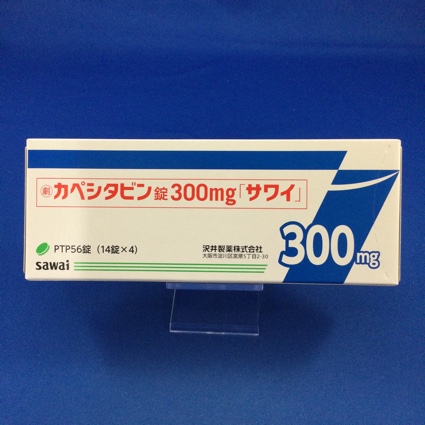 劇 カペシタビン錠300mg「サワイ」
PTP56錠（14錠×4）
sawai
沢井製薬株式会社
大阪市淀川区宮原5丁目2-30
300mg